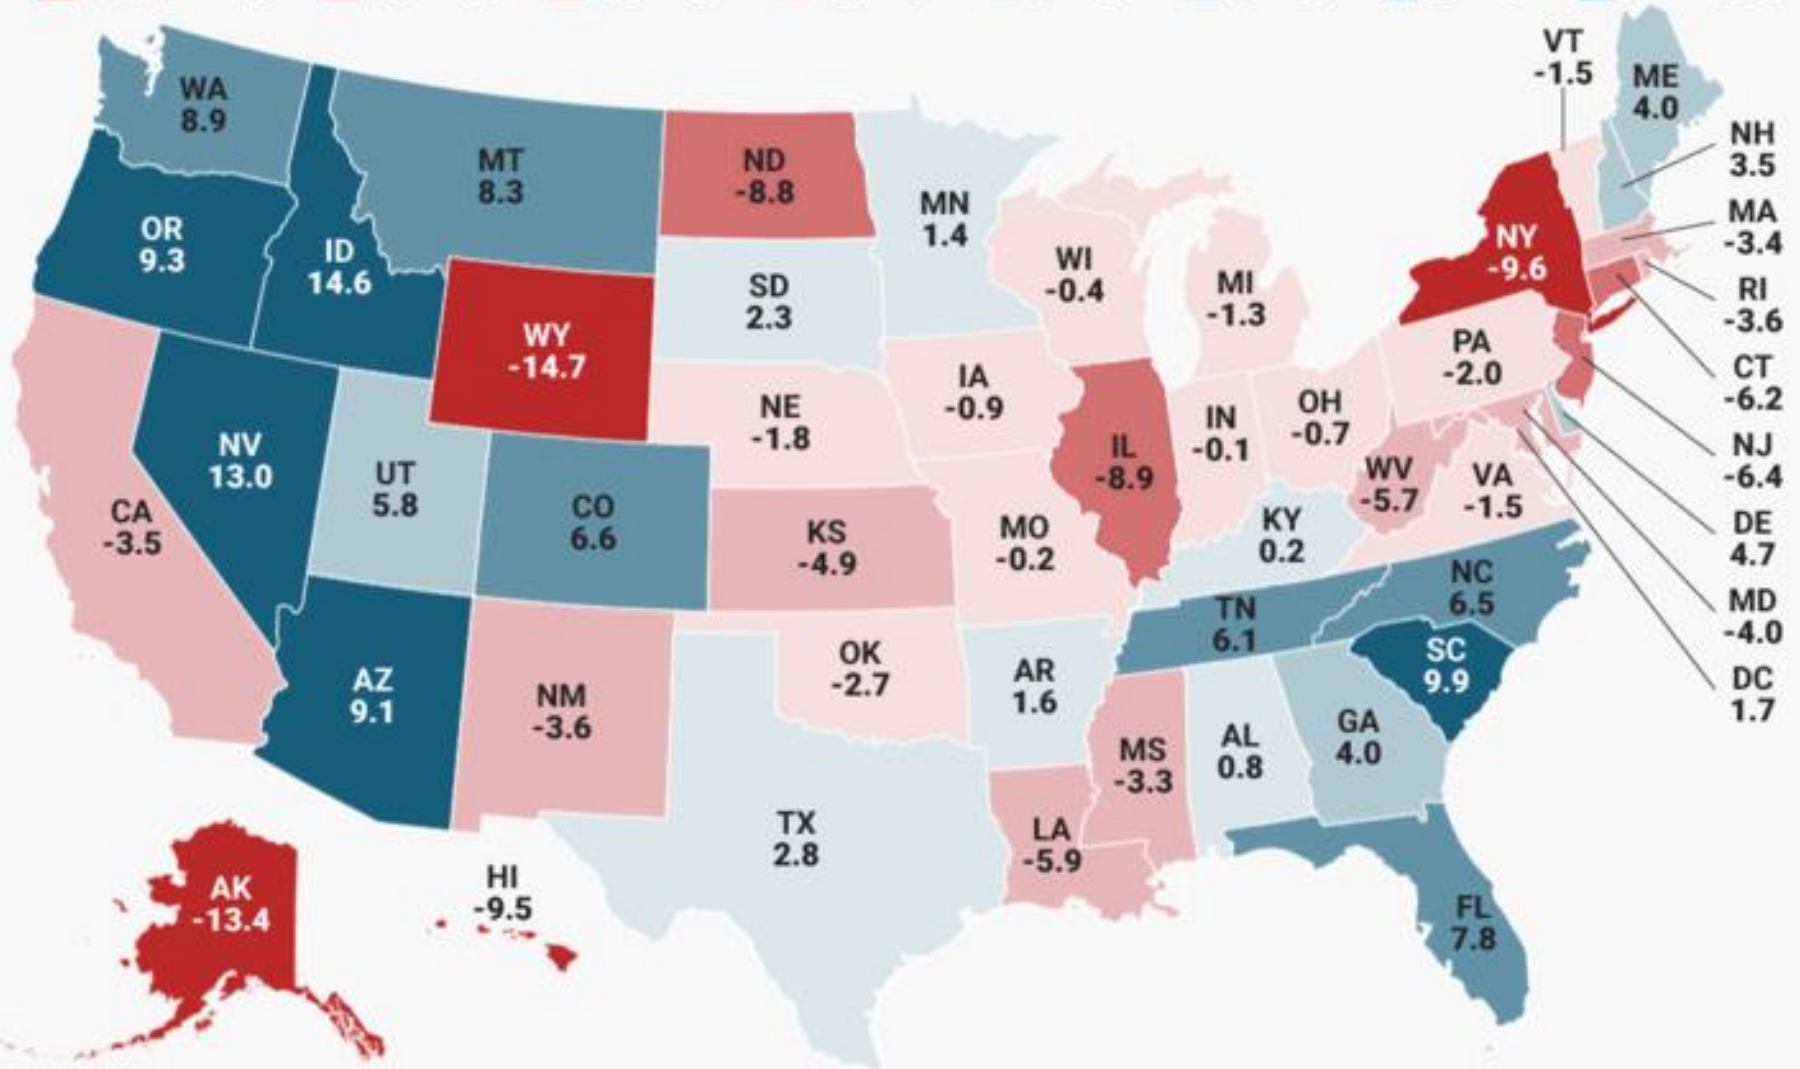 VT
-1.5
ME
4.0
WA
8.9
NH
3.5
MT
8.3
ND
-8.8
MN
1.4
MA
-3.4
OR
9.3
ID
14.6
NY
-9.6
WI
-0.4
MI
-1.3
SD
2.3
RI
-3.6
WY
-14.7
PA
-2.0
CT
-6.2
IA
-0.9
NE
-1.8
IN
-0.1
OH
-0.7
NV
13.0
IL
-8.9
NJ
-6.4
UT
5.8
WV
-5.7
VA
-1.5
CO
6.6
CA
-3.5
KS
-4.9
MO
-0.2
KY
0.2
DE
4.7
NC
6.5
TN
6.1
MD
-4.0
SC
9.9
OK
-2.7
AR
1.6
AZ
9.1
NM
-3.6
DC
1.7
GA
4.0
AL
0.8
MS
-3.3
TX
2.8
LA
-5.9
AK
-13.4
HI
-9.5
FL
7.8